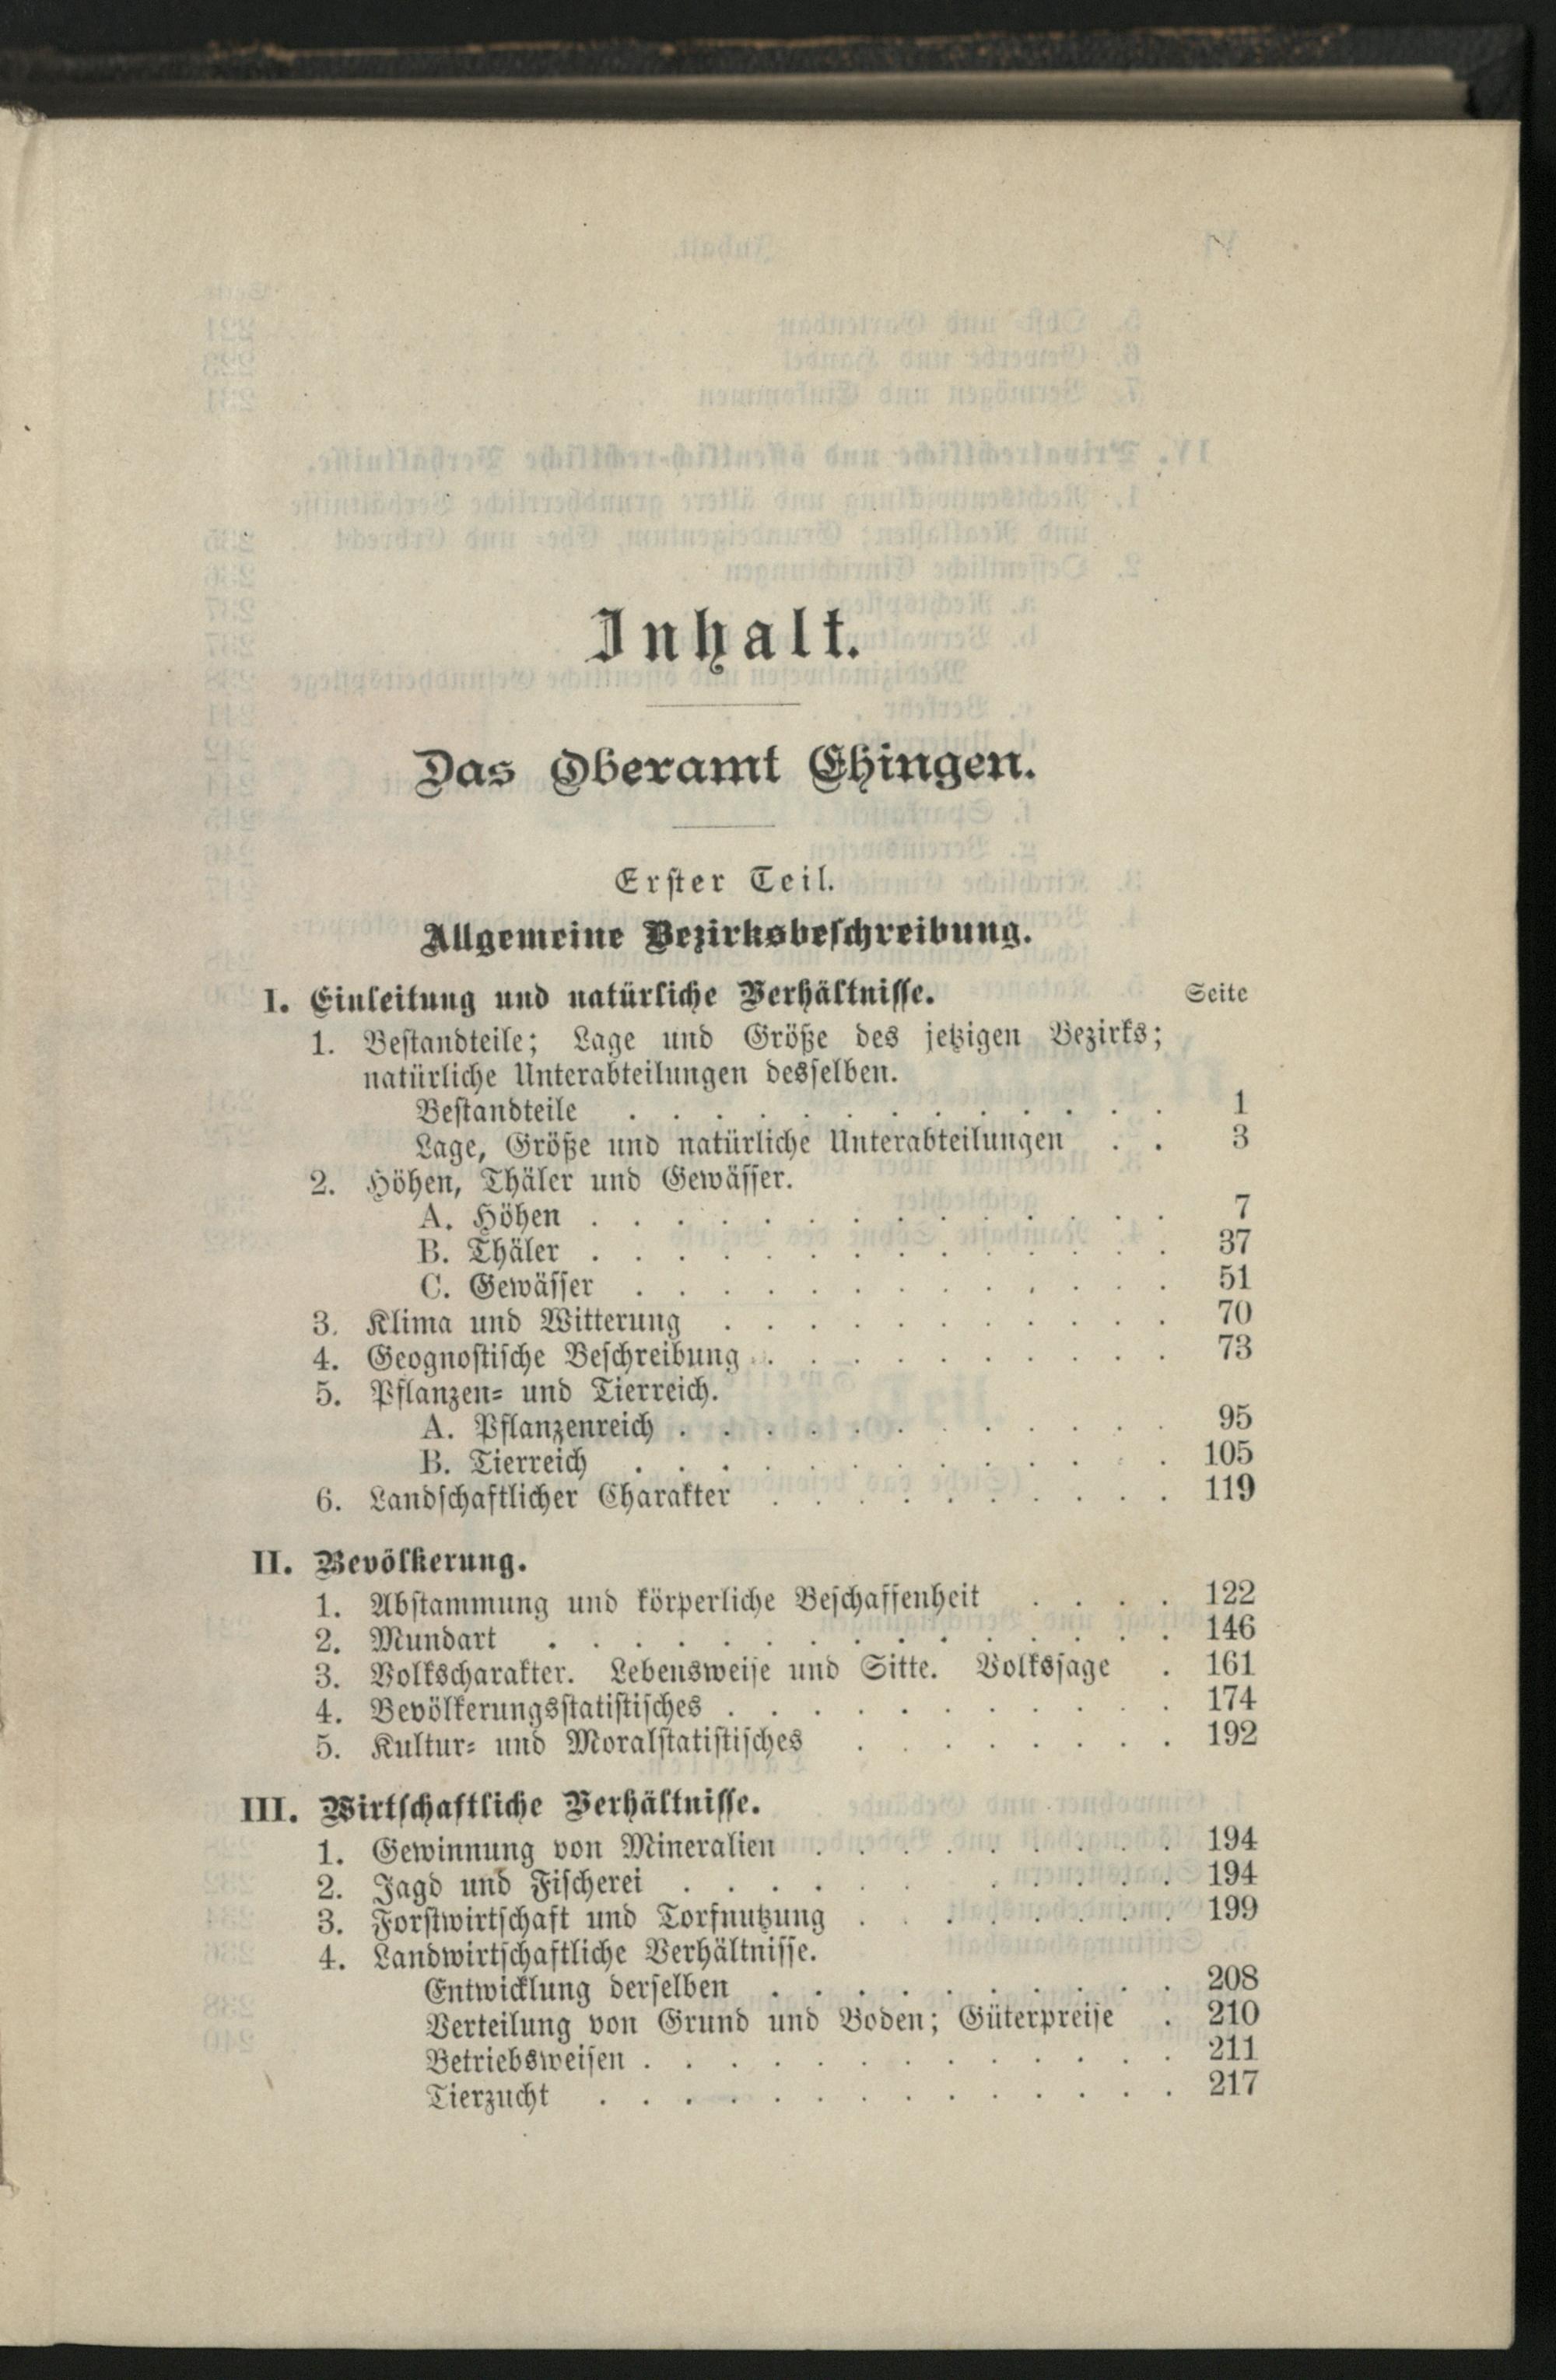 Inhalt.
Das Oberamt Ehingen.
Erster Teil.
Allgemeine Bezirksbeschreibung.
I. Einleitung und natürliche Verhältnisse. Seite
1. Bestandteile; Lage und Größe des jetzigen Bezirks;
natürliche Unterabteilungen desselben.
Bestandteile . . . . . . . . . . . . . 1
Lage, Größe und natürliche Unterabteilungen . . 3
2. Höhen, Thäler und Gewässer.
A. Höhen . . . . . . . . . . . . . . 7
B. Thäler . . . . . . . . . . . . . . 37
C. Gewässer . . . . . . . . . . . . . 51
3. Klima und Witterung . . . . . . . . . . . 70
4. Geognostische Beschreibung . . . . . . . . . . 73
5. Pflanzen- und Tierreich.
A. Pflanzenreich . . . . . . . . . . . . 95
B. Tierreich . . . . . . . . . . . . . 105
6. Landschaftlicher Charakter . . . . . . . . . . 119
II. Bevölkerung.
1. Abstammung und körperliche Beschaffenheit . . . . 122
2. Mundart . . . . . . . . . . . . . . . 146
3. Volkscharakter. Lebensweise und Sitte. Volkssage . 161
4. Bevölkerungsstatistisches . . . . . . . . . . . 174
5. Kultur- und Moralstatistisches . . . . . . . . 192
III. Wirtschaftliche Verhältnisse.
1. Gewinnung von Mineralien . . . . . . . . . 194
2. Jagd und Fischerei . . . . . . . . . . . 194
3. Forstwirtschaft und Torfnutzung . . . . . . . . 199
4. Landwirtschaftliche Verhältnisse.
Entwicklung derselben . . . . . . . . . . 208
Verteilung von Grund und Boden; Güterpreise . 210
Betriebsweisen . . . . . . . . . . . . . 211
Tierzucht . . . . . . . . . . . . . . 217